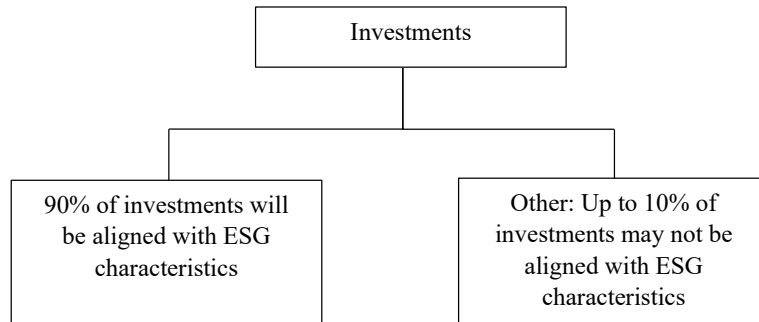 Investments
90% of investments will
be aligned with ESG
characteristics
Other: Up to 10% of
investments may not be
aligned with ESG
characteristics